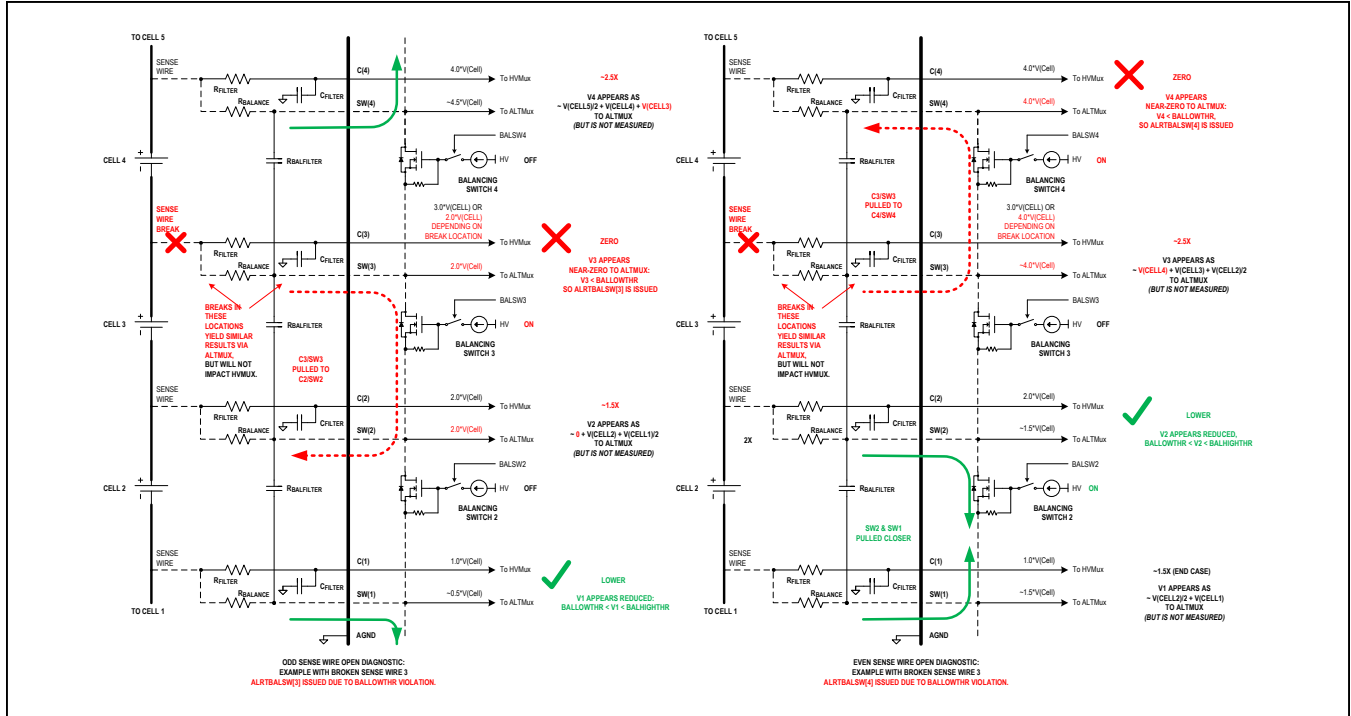 TO CELL 5
SENSE
WIRE
RFILTER
RBALANCE
CFILTER
C(4)
4.0*V(Cell)
To HVMux
SW(4)
~4.5*V(Cell)
To ALTMux
~2.5X
V4 APPEARS AS
~ V(CELL5)/2 + V(CELL4) + V(CELL3)
TO ALTMUX
(BUT IS NOT MEASURED)
CELL 4
+
-
RBALFILTER
BALSW4
HV
OFF
BALANCING
SWITCH 4
SENSE
WIRE
BREAK
3.0*V(CELL) OR
2.0*V(CELL)
DEPENDING ON
BREAK LOCATION
RFILTER
RBALANCE
CFILTER
C(3)
To HVMux
SW(3)
2.0*V(Cell)
To ALTMux
ZERO
V3 APPEARS
NEAR-ZERO TO ALTMUX:
V3 < BALLOWTHR
SO ALRTBALSW[3] IS ISSUED
BREAKS IN
THESE
LOCATIONS
YIELD SIMILAR
RESULTS VIA
ALTMUX,
BUT WILL NOT
IMPACT HVMUX.
CELL 3
+
-
RBALFILTER
C3/SW3
PULLED TO
C2/SW2
BALSW3
HV
ON
BALANCING
SWITCH 3
SENSE
WIRE
RFILTER
RBALANCE
CFILTER
C(2)
2.0*V(Cell)
To HVMux
SW(2)
2.0*V(Cell)
To ALTMux
~1.5X
V2 APPEARS AS
~ 0 + V(CELL2) + V(CELL1)/2
TO ALTMUX
(BUT IS NOT MEASURED)
CELL 2
+
-
RBALFILTER
BALSW2
HV
OFF
BALANCING
SWITCH 2
SENSE
WIRE
RFILTER
RBALANCE
CFILTER
C(1)
1.0*V(Cell)
To HVMux
SW(1)
~0.5*V(Cell)
To ALTMux
LOWER
V1 APPEARS REDUCED:
BALLOWTHR < V1 < BALHIGHTHR
TO CELL 1
AGND
ODD SENSE WIRE OPEN DIAGNOSTIC:
EXAMPLE WITH BROKEN SENSE WIRE 3
ALRTBALSW[3] ISSUED DUE TO BALLOWTHR VIOLATION.
TO CELL 5
SENSE
WIRE
RFILTER
RBALANCE
CFILTER
C(4)
4.0*V(Cell)
To HVMux
SW(4)
4.0*V(Cell)
To ALTMux
ZERO
V4 APPEARS
NEAR-ZERO TO ALTMUX:
V4 < BALLOWTHR,
SO ALRTBALSW[4] IS ISSUED
CELL 4
+
-
RBALFILTER
BALSW4
HV
ON
BALANCING
SWITCH 4
C3/SW3
PULLED TO
C4/SW4
SENSE
WIRE
BREAK
3.0*V(CELL) OR
4.0*V(CELL)
DEPENDING ON
BREAK LOCATION
RFILTER
RBALANCE
CFILTER
C(3)
To HVMux
SW(3)
~4.0*V(Cell)
To ALTMux
~2.5X
V3 APPEARS AS
~ V(CELL4) + V(CELL3) + V(CELL2)/2
TO ALTMUX
(BUT IS NOT MEASURED)
BREAKS IN
THESE
LOCATIONS
YIELD SIMILAR
RESULTS VIA
ALTMUX,
BUT WILL NOT
IMPACT HVMUX.
CELL 3
+
-
RBALFILTER
BALSW3
HV
OFF
BALANCING
SWITCH 3
SENSE
WIRE
RFILTER
RBALANCE
CFILTER
C(2)
2.0*V(Cell)
To HVMux
2X
SW(2)
~1.5*V(Cell)
To ALTMux
LOWER
V2 APPEARS REDUCED,
BALLOWTHR < V2 < BALHIGHTHR
CELL 2
+
-
RBALFILTER
BALSW2
HV
ON
BALANCING
SWITCH 2
SW2 & SW1
PULLED CLOSER
SENSE
WIRE
RFILTER
RBALANCE
CFILTER
C(1)
1.0*V(Cell)
To HVMux
SW(1)
~1.5*V(Cell)
To ALTMux
~1.5X (END CASE)
V1 APPEARS AS
~ V(CELL2)/2 + V(CELL1)
TO ALTMUX
(BUT IS NOT MEASURED)
TO CELL 1
AGND
EVEN SENSE WIRE OPEN DIAGNOSTIC:
EXAMPLE WITH BROKEN SENSE WIRE 3
ALRTBALSW[4] ISSUED DUE TO BALLOWTHR VIOLATION.